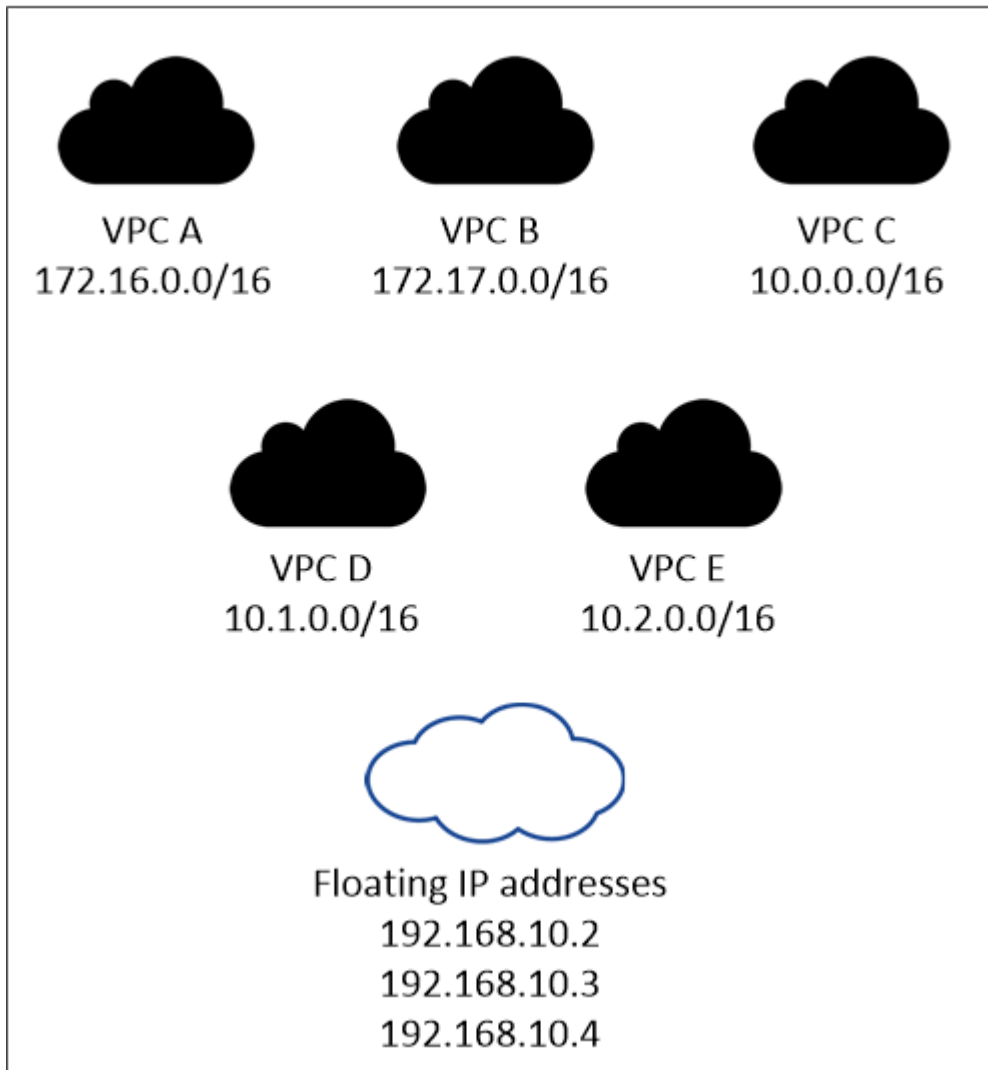 VPC A
172.16.0.0/16
VPC B
172.17.0.0/16
VPC C
10.0.0.0/16
VPC D
10.1.0.0/16
VPC E
10.2.0.0/16
Floating IP addresses
192.168.10.2
192.168.10.3
192.168.10.4